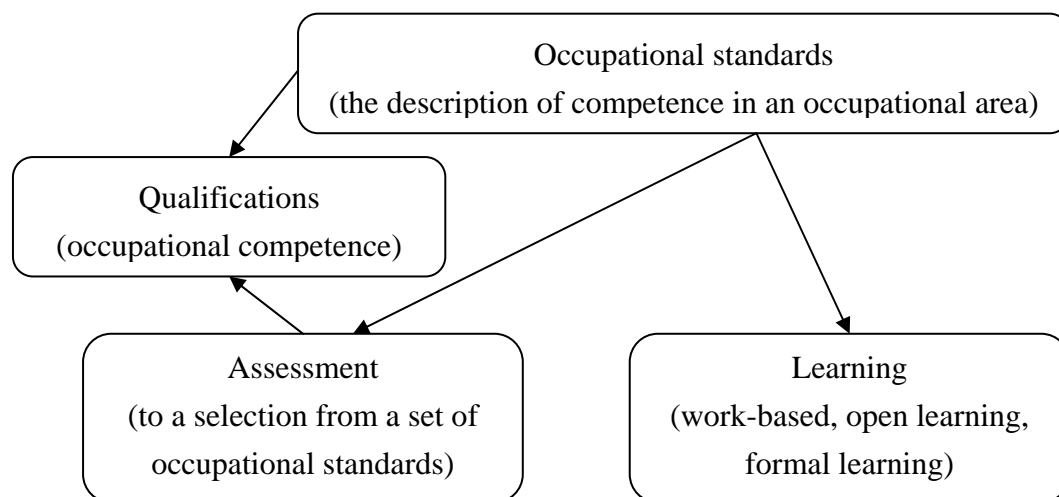 Occupational standards
(the description of competence in an occupational area)
Qualifications
(occupational competence)
Assessment
(to a selection from a set of
occupational standards)
Learning
(work-based, open learning,
formal learning)